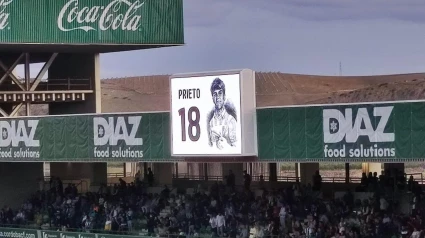 Coca-Cola
PRIETO
18
DIAZ
food solutions
DIAZ
food solutions
DIAZ
food solutions